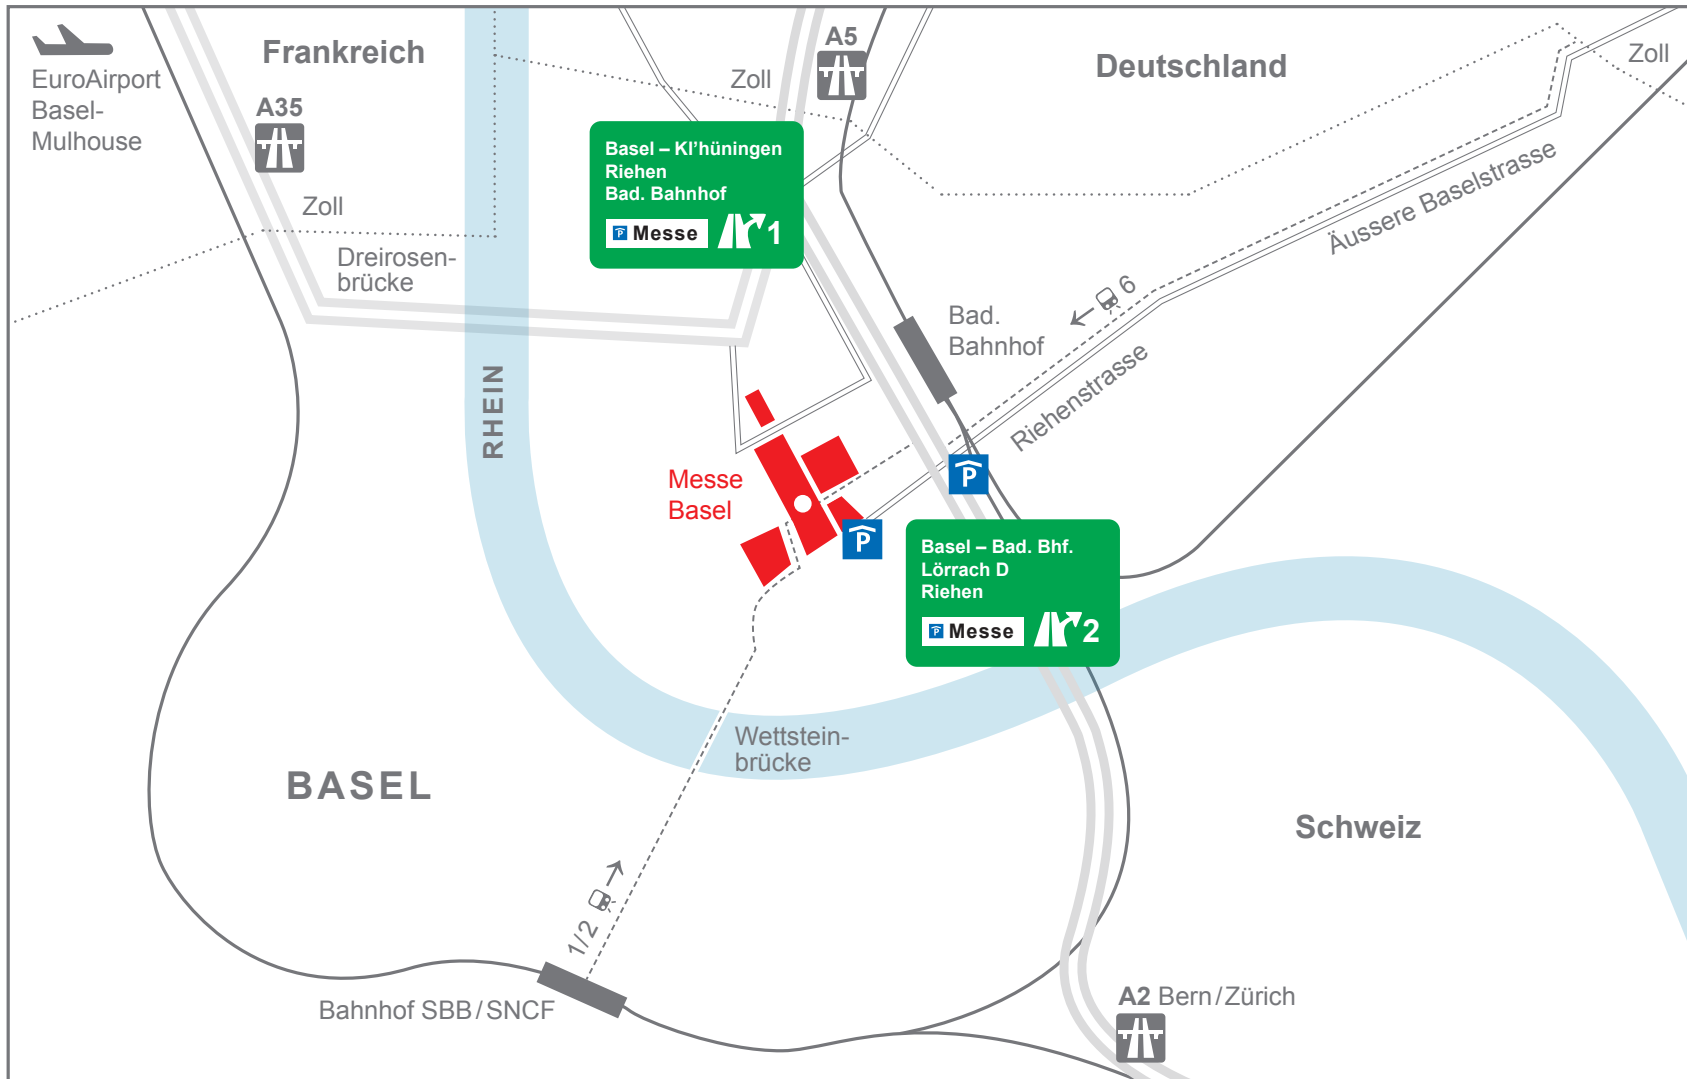 Frankreich
A5
Deutschland
Zoll
Zoll
EuroAirport
Basel-
Mulhouse
A35
Basel – Kl'hüningen
Riehen
Bad. Bahnhof
P Messe 1
Zoll
Äussere Baselstrasse
Dreirosen-
brücke
6
Bad.
Bahnhof
Riehenstrasse
RHEIN
Messe
Basel
P
P
Basel – Bad. Bhf.
Lörrach D
Riehen
P Messe 2
Wettstein-
brücke
BASEL
Schweiz
1/2
Bahnhof SBB/SNCF
A2 Bern/Zürich